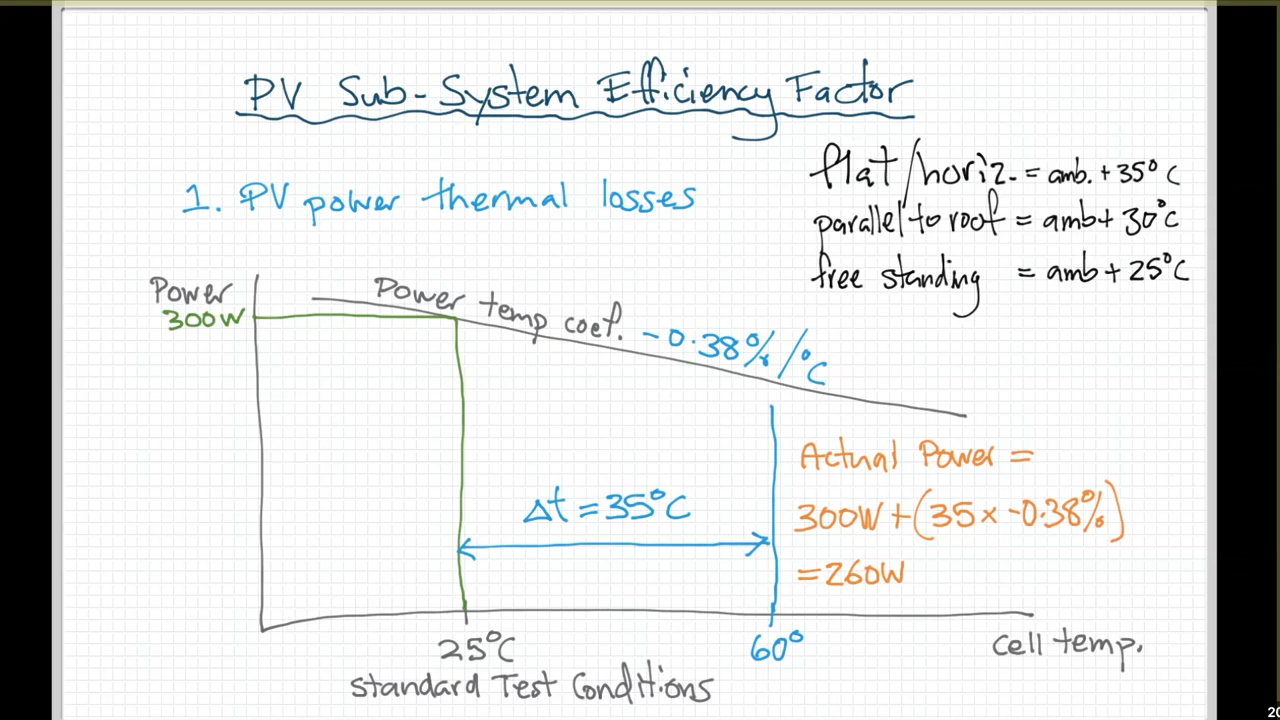 PV Sub-System Efficiency Factor
1. PV power thermal losses
flat/horiz. = amb. + 35°C
parallel to roof = amb + 30°C
free standing = amb + 25°C
Power
300W
Power temp coef. -0.38%/°C
Δt = 35°C
Actual Power =
300W + (35 x -0.38%)
= 260W
25°C
60°
cell temp.
Standard Test Conditions
20